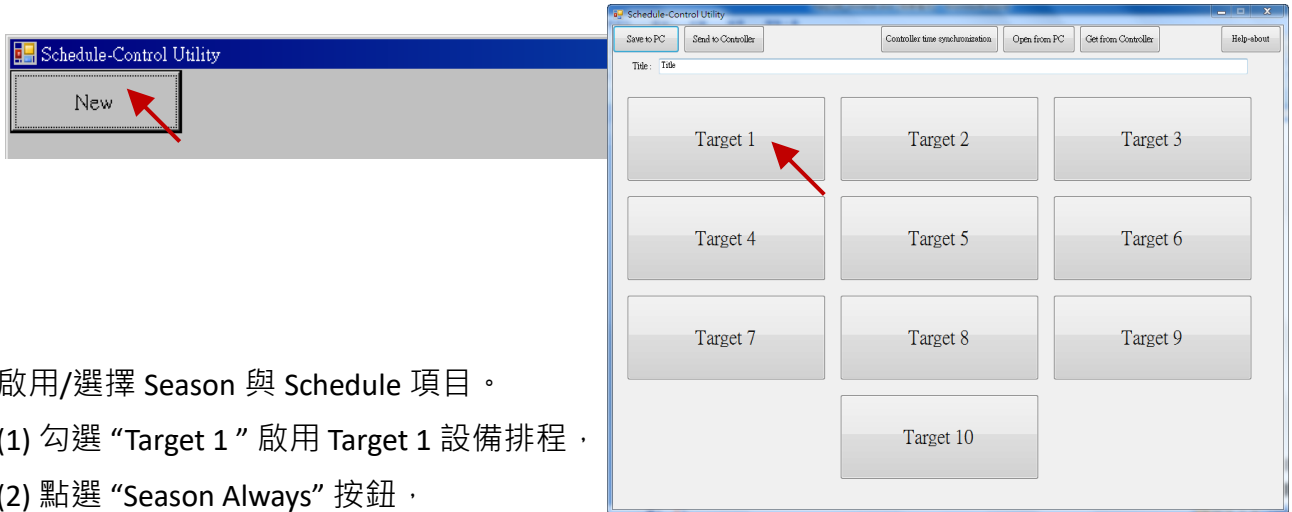 Schedule-Control Utility
New
Schedule-Control Utility
Save to PC
Send to Controller
Controller time synchronization
Open from PC
Get from Controller
Help-about
Title : Title
Target 1
Target 2
Target 3
Target 4
Target 5
Target 6
Target 7
Target 8
Target 9
Target 10
啟用/選擇 Season 與 Schedule 項目。
(1) 勾選 “Target 1 ” 啟用 Target 1 設備排程，
(2) 點選 “Season Always” 按鈕，